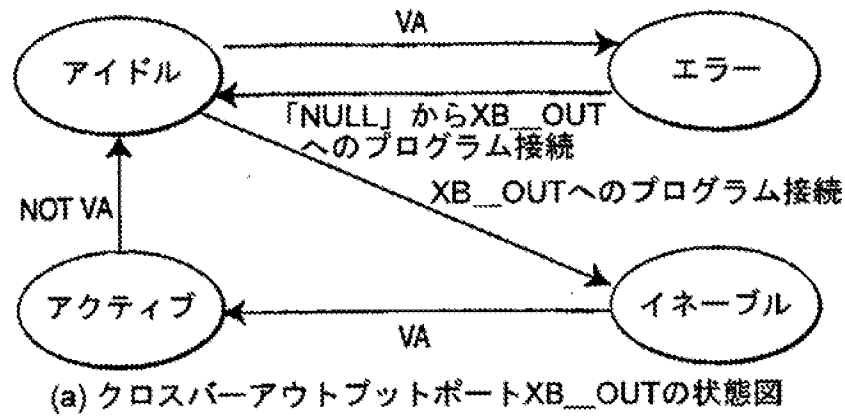 VA
アイドル
エラー
「NULL」からXB__OUT
へのプログラム接続
XB__OUTへのプログラム接続
NOT VA
アクティブ
イネーブル
VA
(a) クロスバーアウトプットポートXB__OUTの状態図